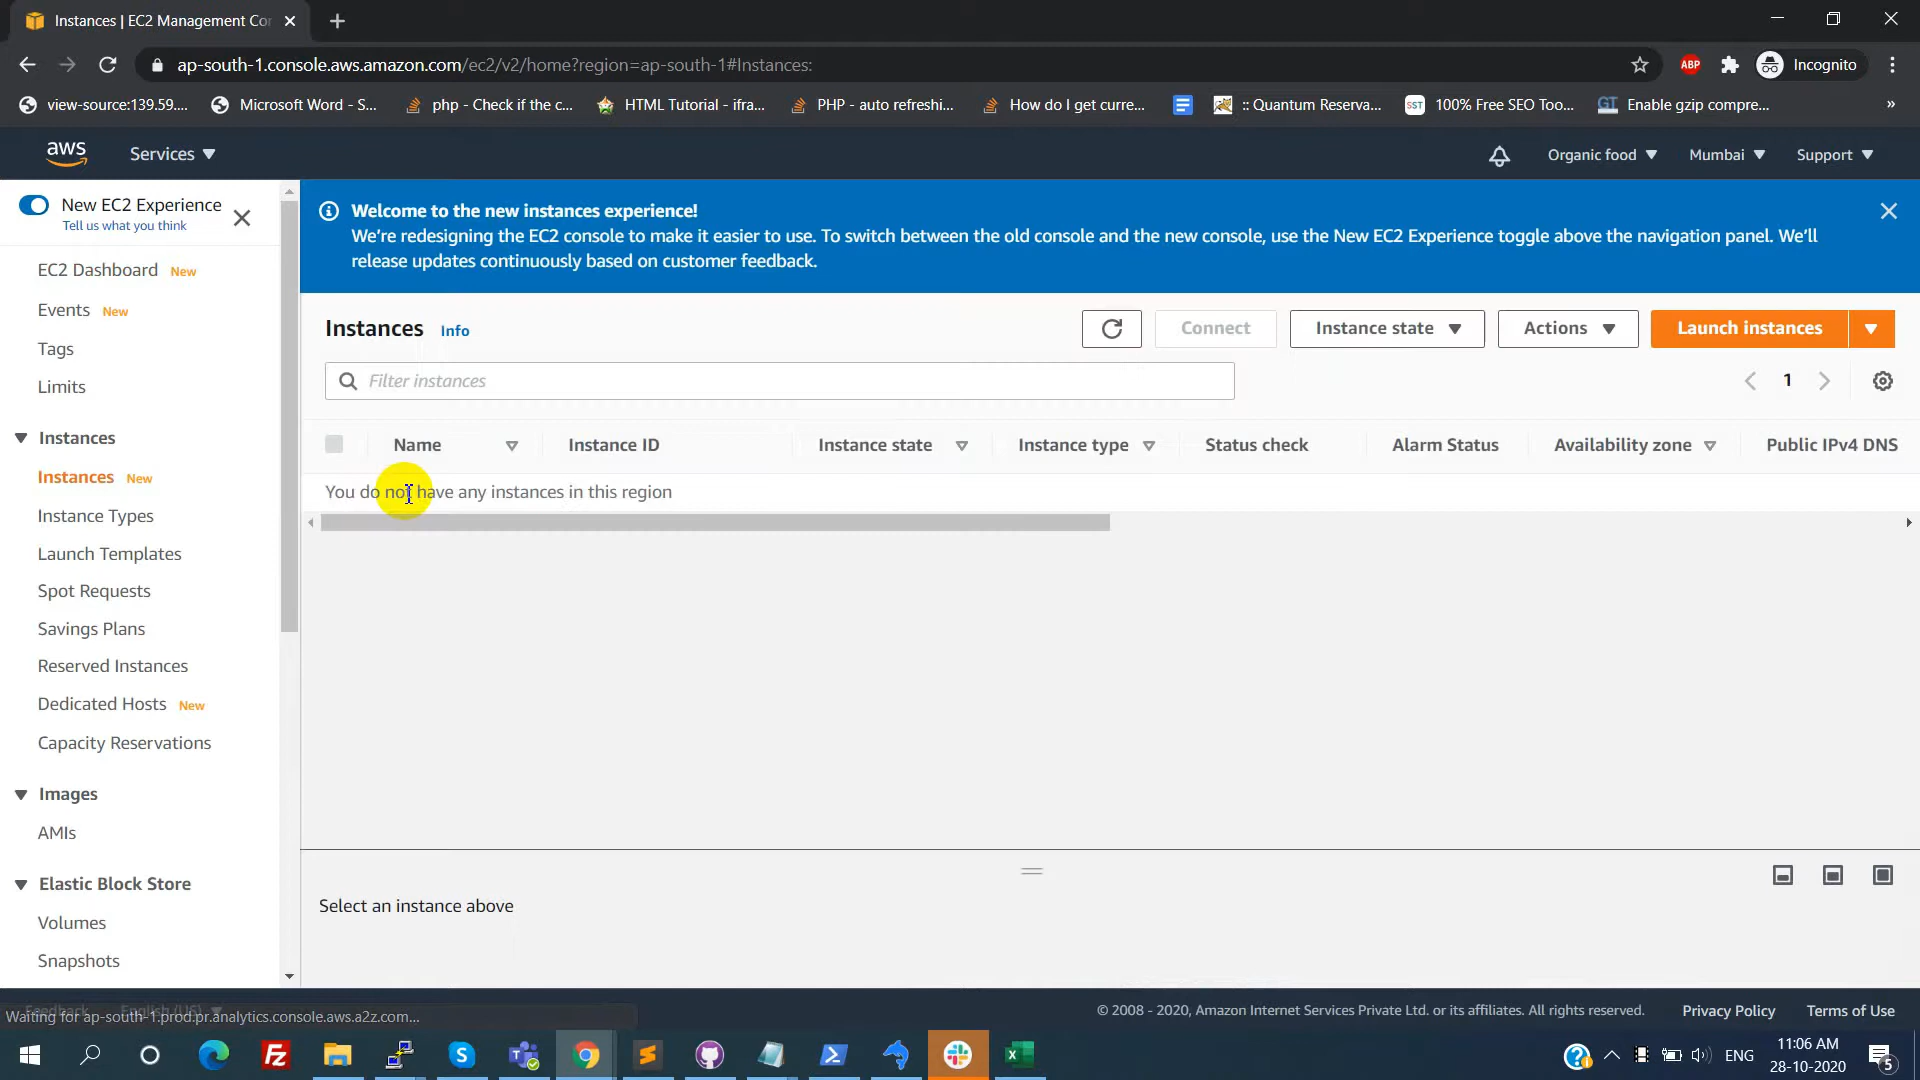 Instances | EC2 Management Co
ap-south-1.console.aws.amazon.com/ec2/v2/home?region=ap-south-1#Instances:
ABP
Incognito
view-source:139.59....
Microsoft Word - S...
php - Check if the c...
HTML Tutorial - ifra...
PHP - auto refreshi...
How do I get curre...
:: Quantum Reserva...
SST
100% Free SEO Too...
GT
Enable gzip compre...
»
aws
Services
Organic food
Mumbai
Support
New EC2 Experience
Tell us what you think
EC2 Dashboard New
Events New
Tags
Limits
Instances
Instances New
Instance Types
Launch Templates
Spot Requests
Savings Plans
Reserved Instances
Dedicated Hosts New
Capacity Reservations
Images
AMIs
Elastic Block Store
Volumes
Snapshots
Welcome to the new instances experience!
We're redesigning the EC2 console to make it easier to use. To switch between the old console and the new console, use the New EC2 Experience toggle above the navigation panel. We'll
release updates continuously based on customer feedback.
Instances Info
Connect
Instance state
Actions
Launch instances
Filter instances
1
Name
Instance ID
Instance state
Instance type
Status check
Alarm Status
Availability zone
Public IPv4 DNS
You do not have any instances in this region
Select an instance above
Feedback English (US)
Waiting for ap-south-1.prod.pr.analytics.console.aws.a2z.com...
© 2008 - 2020, Amazon Internet Services Private Ltd. or its affiliates. All rights reserved.
Privacy Policy
Terms of Use
ENG
11:06 AM
28-10-2020
5